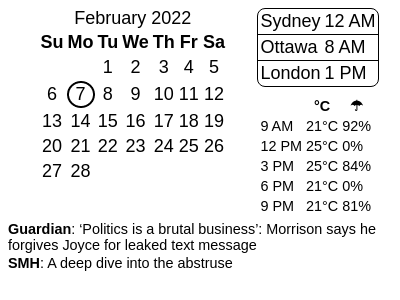 February 2022
Su Mo Tu We Th Fr Sa
1 2 3 4 5
6 7 8 9 10 11 12
13 14 15 16 17 18 19
20 21 22 23 24 25 26
27 28
Sydney 12 AM
Ottawa 8 AM
London 1 PM
°C ☂
9 AM 21°C 92%
12 PM 25°C 0%
3 PM 25°C 84%
6 PM 21°C 0%
9 PM 21°C 81%
Guardian: ‘Politics is a brutal business’: Morrison says he
forgives Joyce for leaked text message
SMH: A deep dive into the abstruse